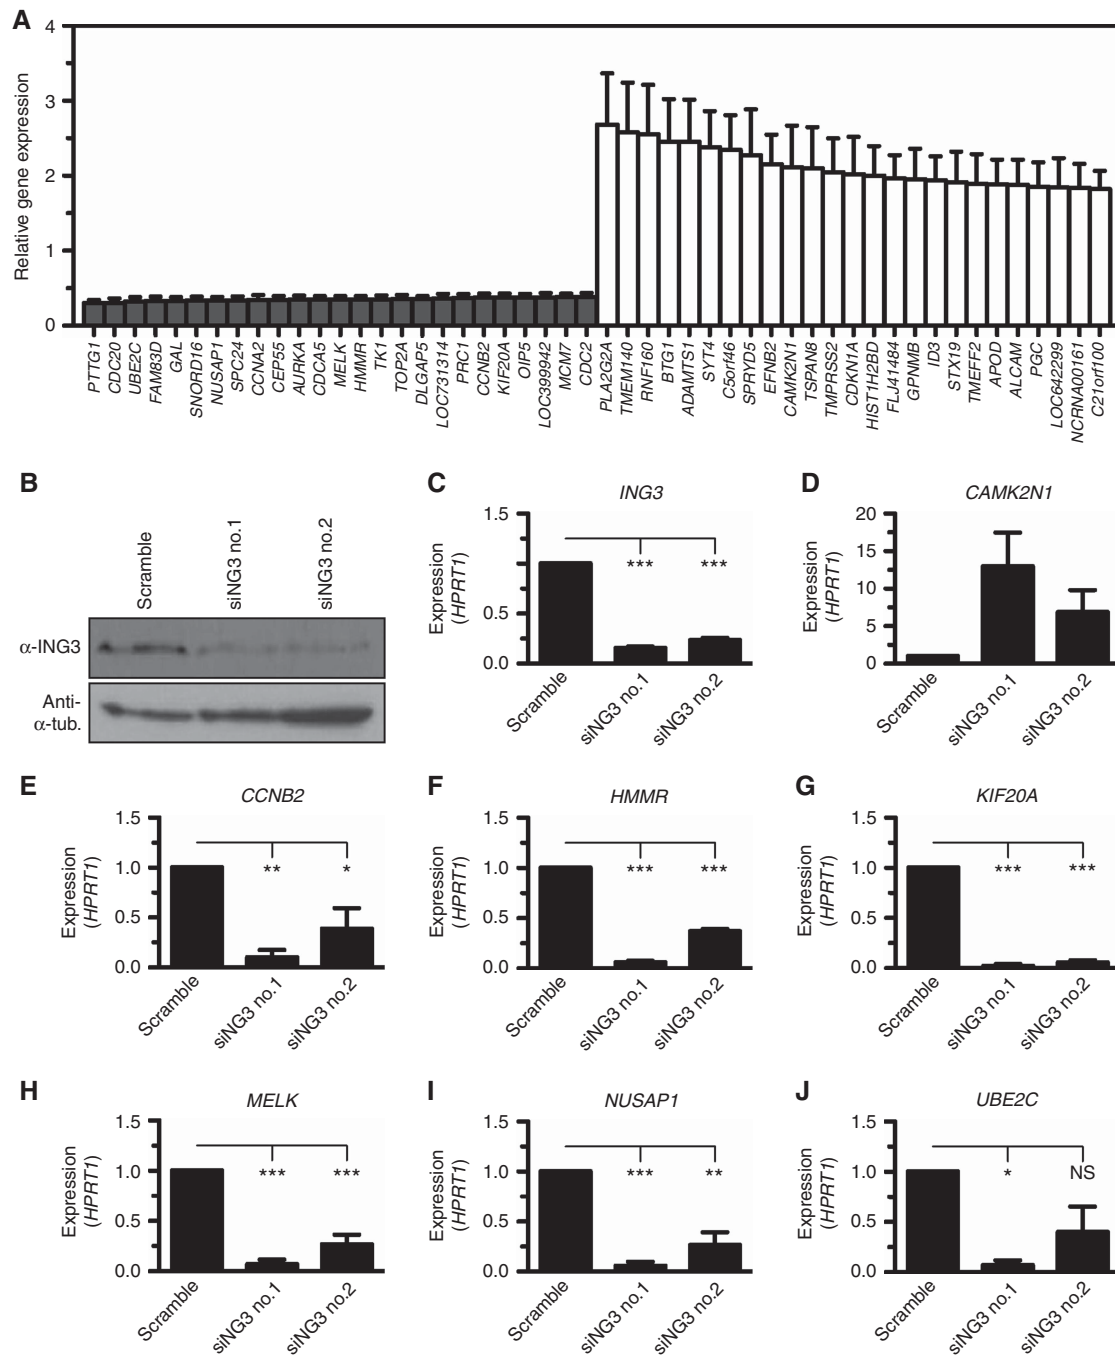 A
4
3
2
1
0
Relative gene expression
PTTG1
CDC20
UBE2C
FAM83D
GAL
SNORD16
NUSAP1
SPC24
CCNA2
CEP55
AURKA
CDCA5
MELK
HMMR
TK1
TOP2A
DLGAP5
LOC731314
PRC1
CCNB2
KIF20A
OIP5
LOC399942
MCM7
CDC2
PLA2G2A
TMEM140
RNF160
BTG1
ADAMTS1
SYT4
C5orf46
SPRYD5
EFNB2
CAMK2N1
TSPAN8
TMPRSS2
CDKN1A
HIST1H2BD
FLJ41484
GPNMB
ID3
STX19
TMEFF2
APOD
ALCAM
PGC
LOC642299
NCRNA00161
C21orf100
B
Scramble
siNG3 no.1
siNG3 no.2
α-ING3
Anti-
α-tub.
C
ING3
Expression
(HPRT1)
1.5
1.0
0.5
0.0
***
***
Scramble
siNG3 no.1
siNG3 no.2
D
CAMK2N1
Expression
(HPRT1)
20
15
10
5
0
Scramble
siNG3 no.1
siNG3 no.2
E
CCNB2
Expression
(HPRT1)
1.5
1.0
0.5
0.0
**
*
Scramble
siNG3 no.1
siNG3 no.2
F
HMMR
Expression
(HPRT1)
1.5
1.0
0.5
0.0
***
***
Scramble
siNG3 no.1
siNG3 no.2
G
KIF20A
Expression
(HPRT1)
1.5
1.0
0.5
0.0
***
***
Scramble
siNG3 no.1
siNG3 no.2
H
MELK
Expression
(HPRT1)
1.5
1.0
0.5
0.0
***
***
Scramble
siNG3 no.1
siNG3 no.2
I
NUSAP1
Expression
(HPRT1)
1.5
1.0
0.5
0.0
***
**
Scramble
siNG3 no.1
siNG3 no.2
J
UBE2C
Expression
(HPRT1)
1.5
1.0
0.5
0.0
*
NS
Scramble
siNG3 no.1
siNG3 no.2